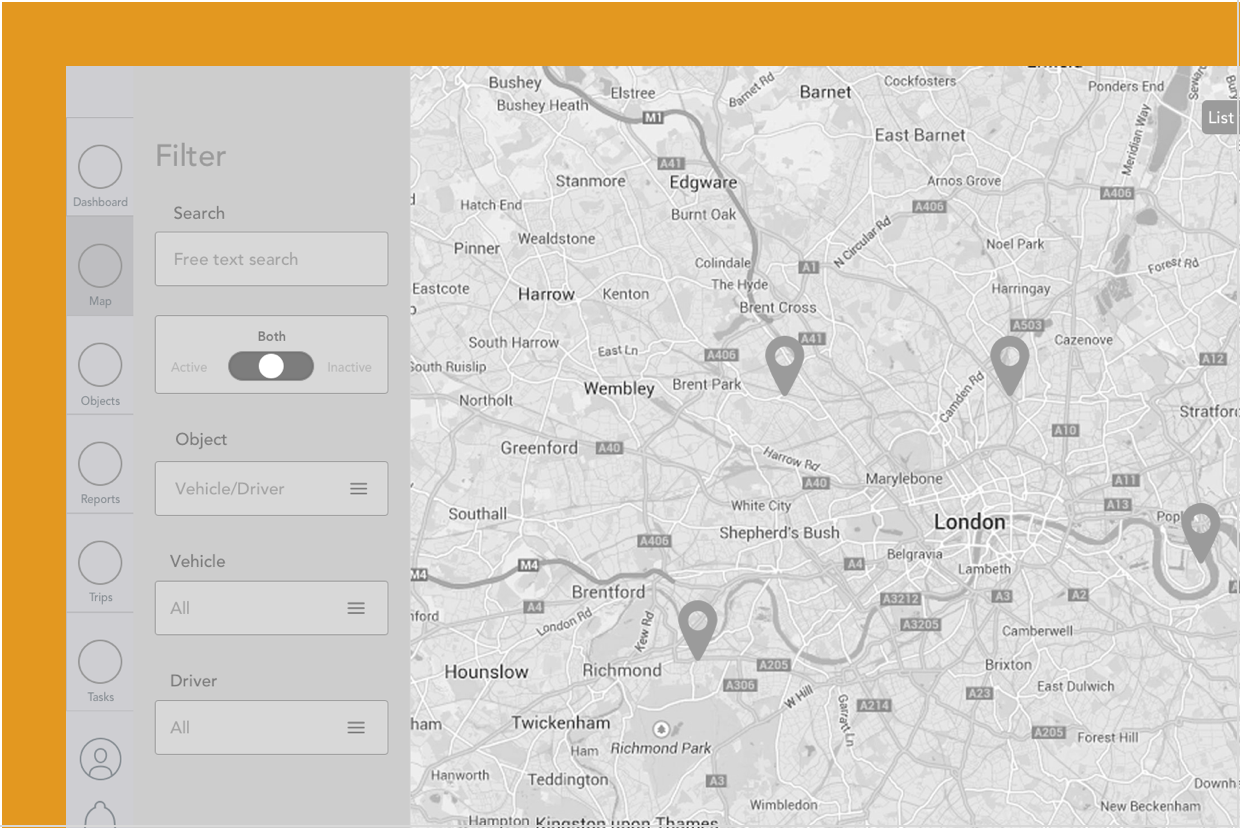 Dashboard
Map
Objects
Reports
Trips
Tasks
Filter
Search
Free text search
Both
Active
Inactive
Object
Vehicle/Driver
Vehicle
All
Driver
All
List
Bushey
Elstree
Bushey Heath
Barnet Rd
Barnet
Cockfosters
Ponders End
M1
East Barnet
Meridian Way
A41
Stanmore
Edgware
Arnos Grove
A406
Hatch End
Burnt Oak
A406
Pinner
Wealdstone
N Circular Rd
Noel Park
Colindale
A1
Forest Rd
Eastcote
Harrow
Kenton
The Hyde
Harringay
Brent Cross
A503
South Harrow
East Ln
A406
A41
Cazenove
A12
South Ruislip
Wembley
Brent Park
Camden Rd
Northolt
Stratford
A10
Greenford
A40
Harrow Rd
A40
Marylebone
A11
Southall
White City
A13
London
A406
Shepherd's Bush
M4
M4
Belgravia
A4
Lambeth
Brentford
A4
London Rd
Kew Rd
A3212
A3
A2
A3205
Camberwell
Hounslow
Richmond
A205
Brixton
A306
W Hill
A23
East Dulwich
Garratt Ln
A214
Twickenham
Ham
Richmond Park
A205
Forest Hill
Hanworth
Teddington
A3
Wimbledon
New Beckenham
Hampton
Kingston upon Thames